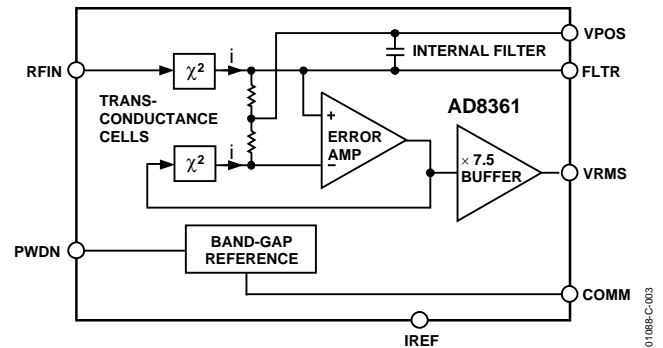 VPOS
INTERNAL FILTER
RFIN
χ²
i
FLTR
TRANS-
CONDUCTANCE
CELLS
AD8361
+
ERROR
AMP
−
χ²
i
× 7.5
BUFFER
VRMS
PWDN
BAND-GAP
REFERENCE
COMM
IREF
01088-C-003